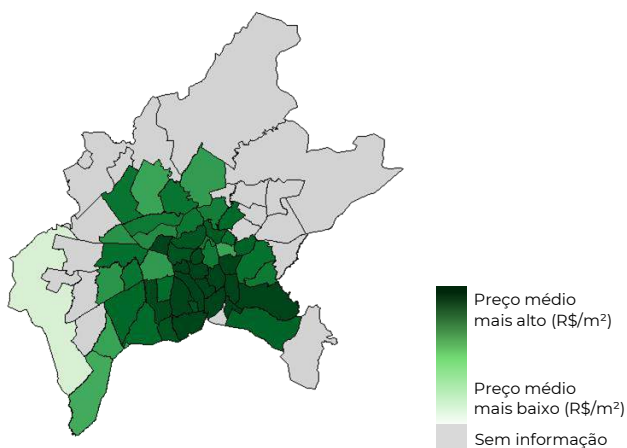 Preço médio
mais alto (R$/m²)
Preço médio
mais baixo (R$/m²)
Sem informação